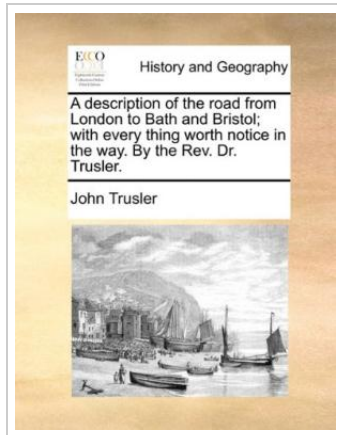 ECCO
History and Geography
A description of the road from
London to Bath and Bristol;
with every thing worth notice in
the way. By the Rev. Dr.
Trusler.
John Trusler